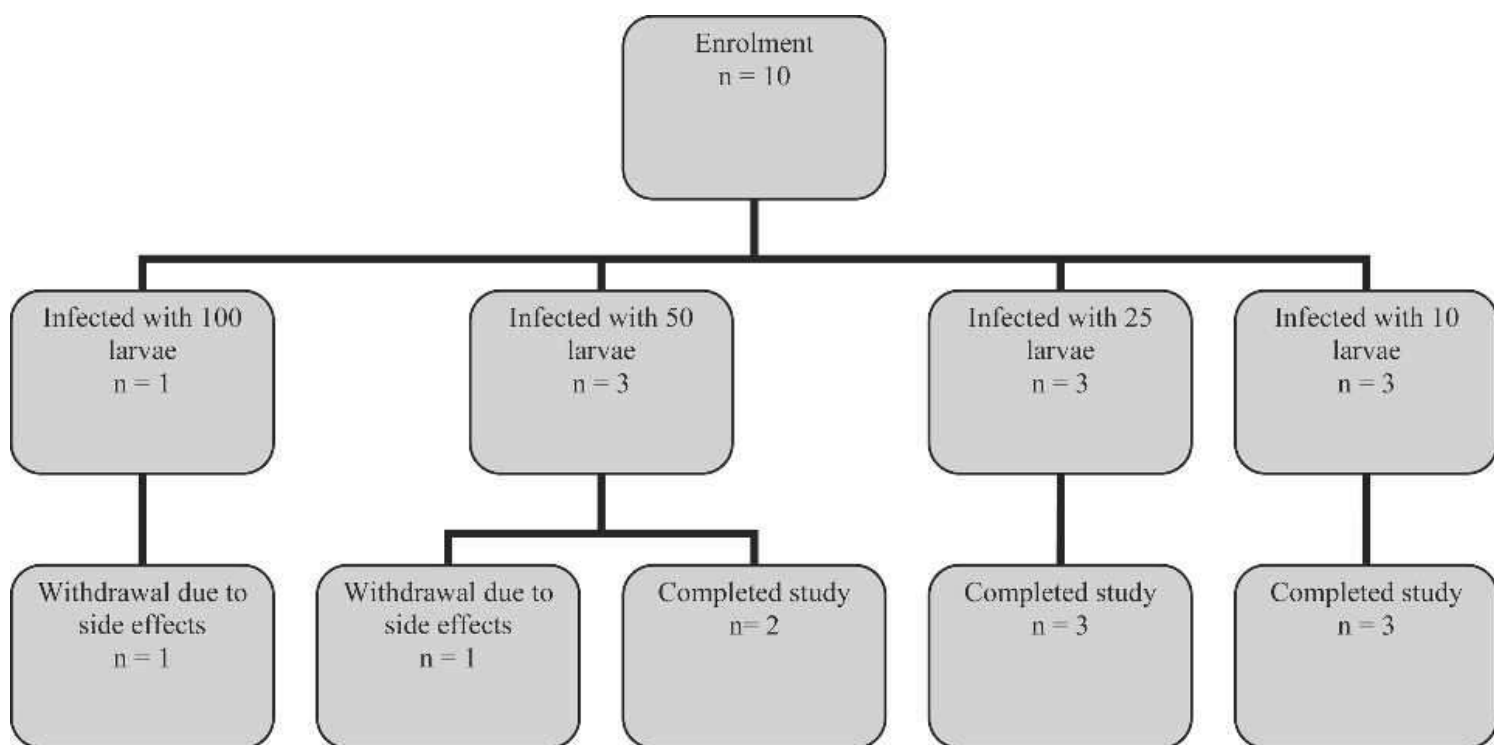 Enrolment
n = 10
Infected with 100
larvae
n = 1
Infected with 50
larvae
n = 3
Infected with 25
larvae
n = 3
Infected with 10
larvae
n = 3
Withdrawal due to
side effects
n = 1
Withdrawal due to
side effects
n = 1
Completed study
n= 2
Completed study
n = 3
Completed study
n = 3